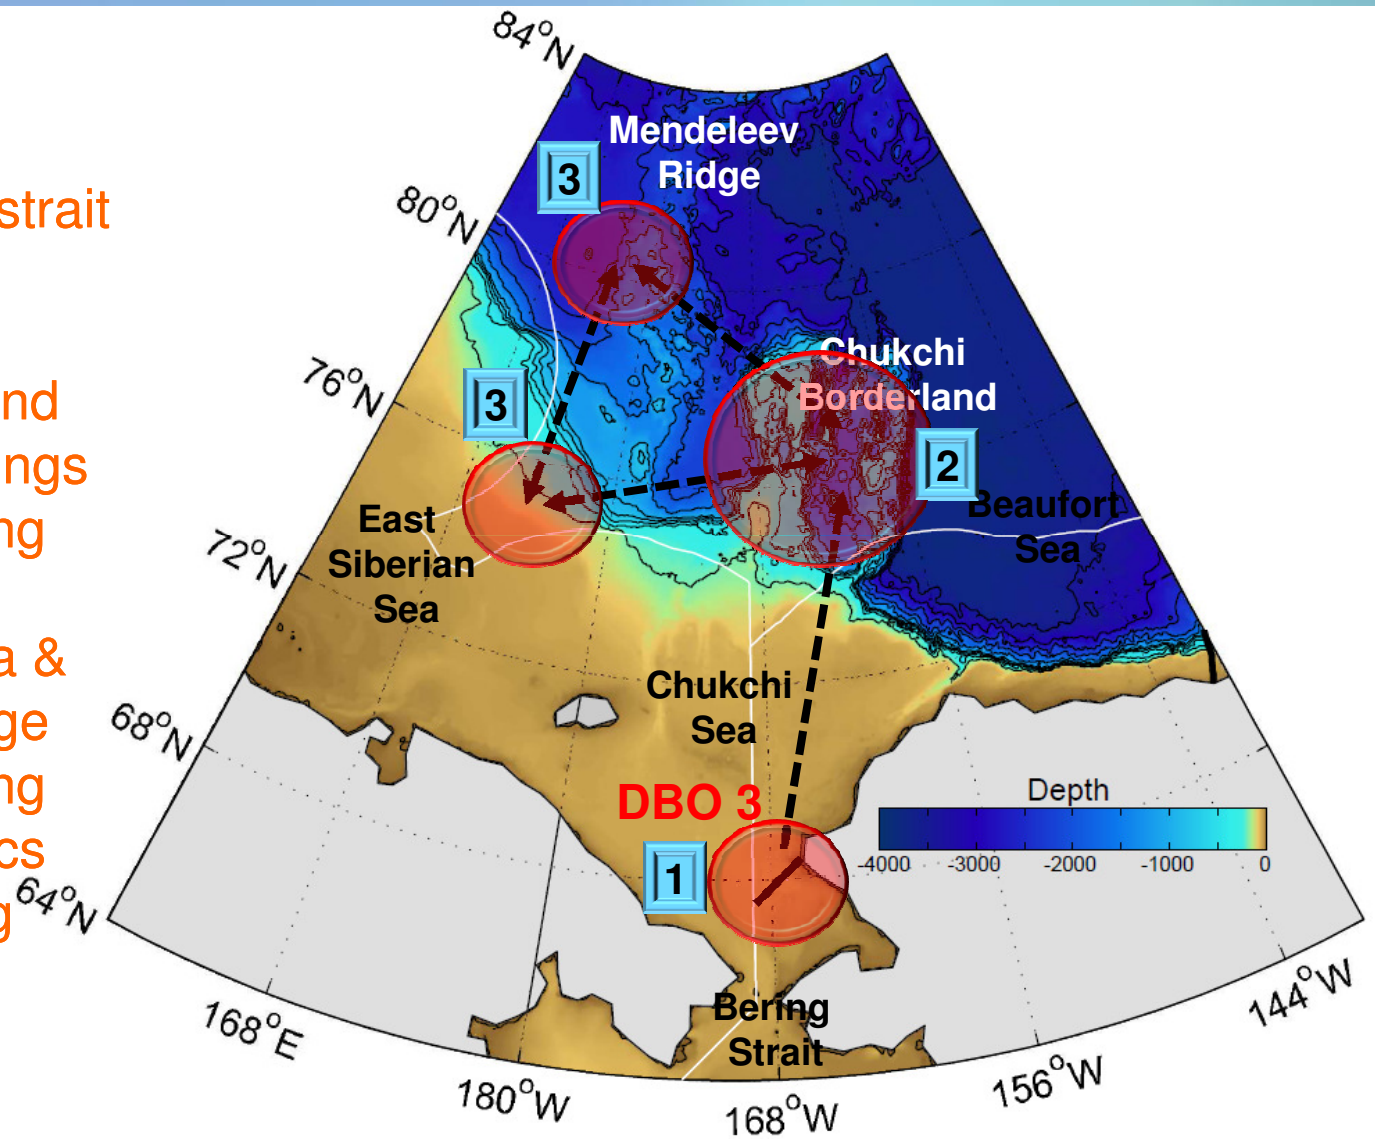 strait
nd
ings
ng
a &
ge
ng
cs
g
84°N
80°N
76°N
72°N
68°N
64°N
168°E
180°W
168°W
156°W
144°W
Mendeleev
Ridge
3
Chukchi
Borderland
3
2
Beaufort
Sea
East
Siberian
Sea
Chukchi
Sea
DBO 3
1
Depth
-4000 -3000 -2000 -1000 0
Bering
Strait